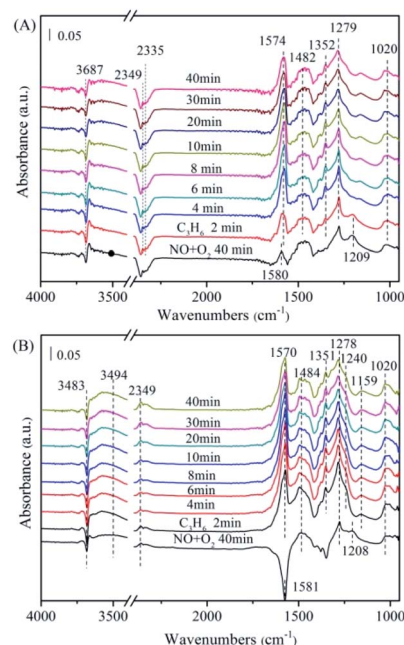 (A)
0.05
3687
2349
2335
1574
1482
1352
1279
1020
40min
30min
20min
10min
8 min
6 min
4 min
C₃H₆ 2 min
NO+O₂ 40 min
1580
1209
Absorbance (a.u.)
4000 3500 2000 1500 1000
Wavenumbers (cm⁻¹)
(B)
0.05
3483
3494
2349
1570
1484
1351
1278
1240
1159
1020
40min
30min
20min
10min
8min
6min
4min
C₃H₆ 2min
NO+O₂ 40min
1581
1208
Absorbance (a.u.)
4000 3500 2000 1500 1000
Wavenumbers (cm⁻¹)